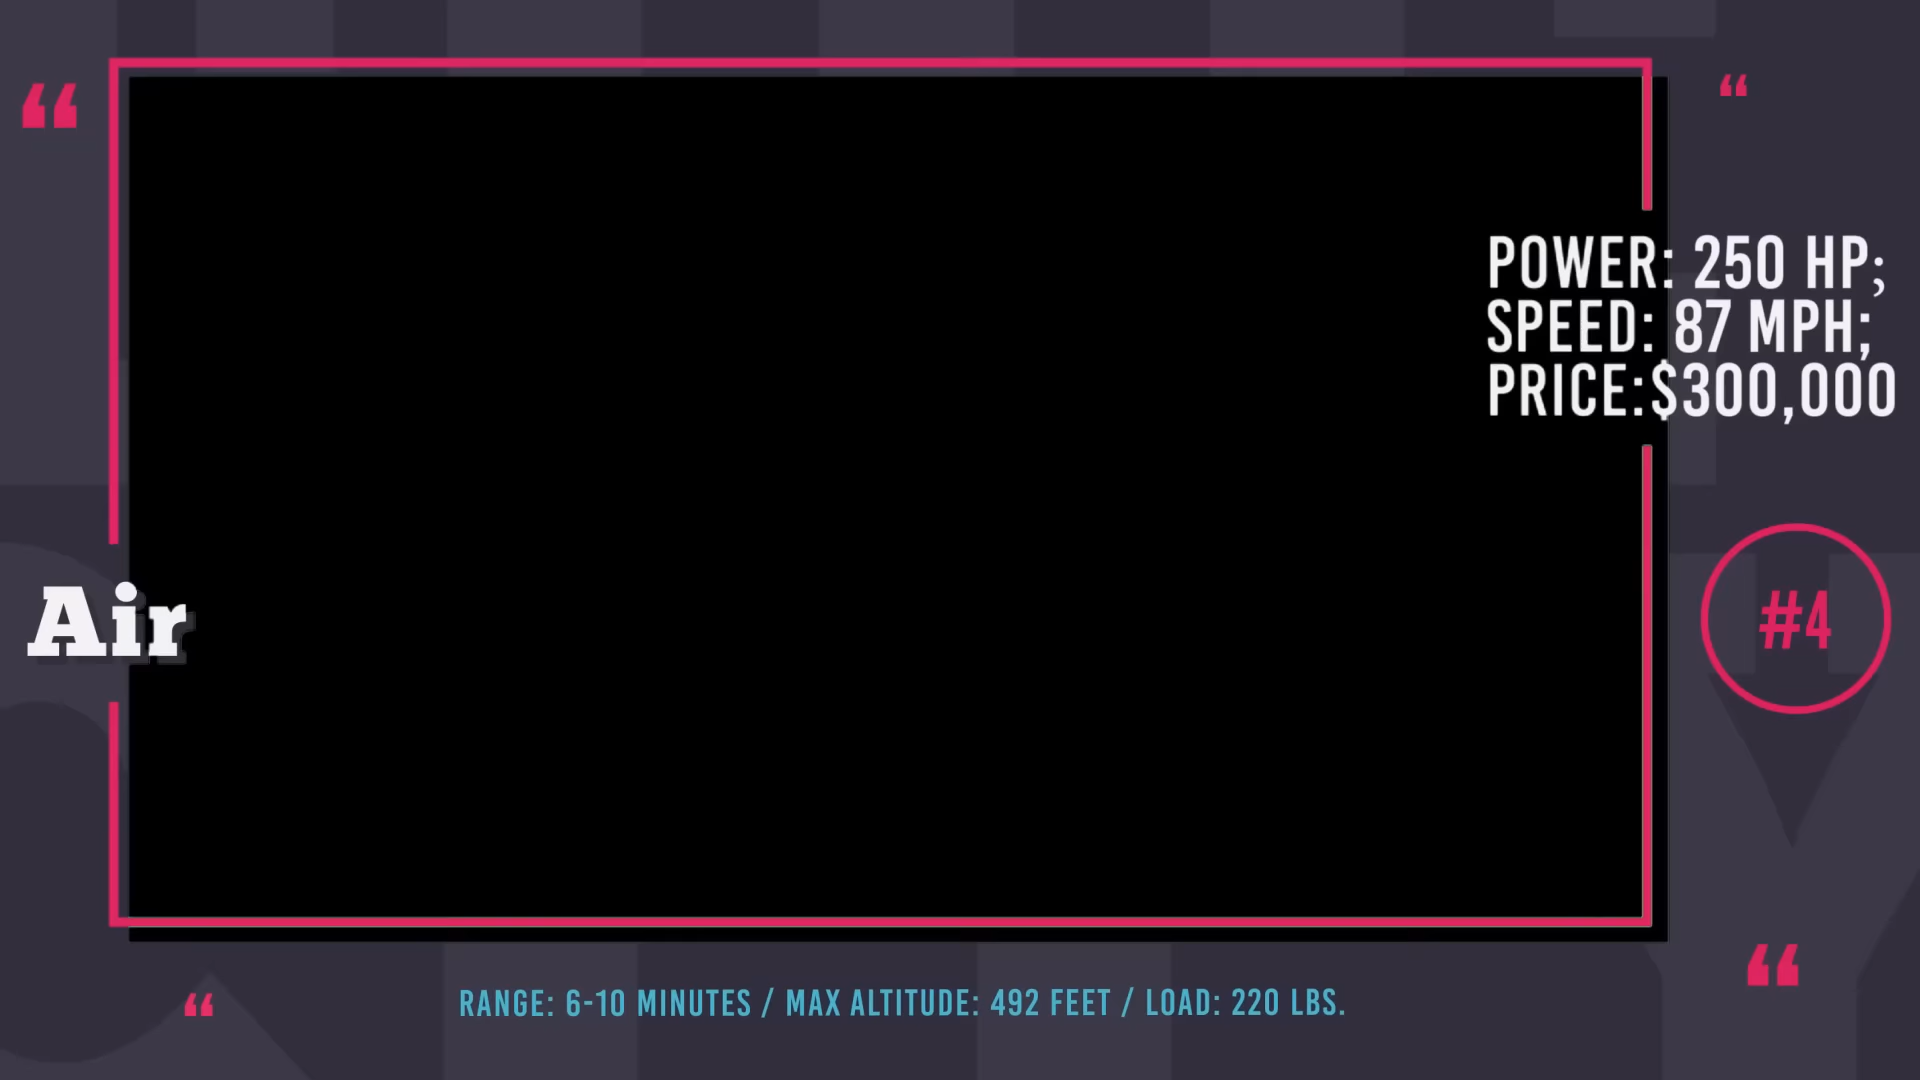 POWER: 250 HP;
SPEED: 87 MPH;
PRICE:$300,000
Air
#4
RANGE: 6-10 MINUTES / MAX ALTITUDE: 492 FEET / LOAD: 220 LBS.